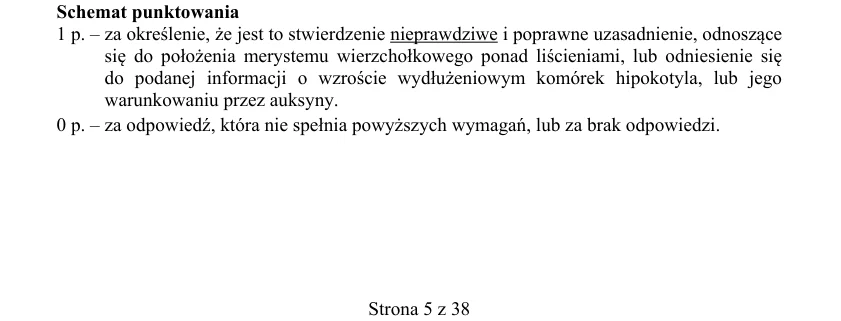 Schemat punktowania
1 p. – za określenie, że jest to stwierdzenie nieprawdziwe i poprawne uzasadnienie, odnoszące
się do położenia merystemu wierzchołkowego ponad liścieniami, lub odniesienie się
do podanej informacji o wzroście wydłużeniowym komórek hipokotyla, lub jego
warunkowaniu przez auksyny.
0 p. – za odpowiedź, która nie spełnia powyższych wymagań, lub za brak odpowiedzi.
Strona 5 z 38